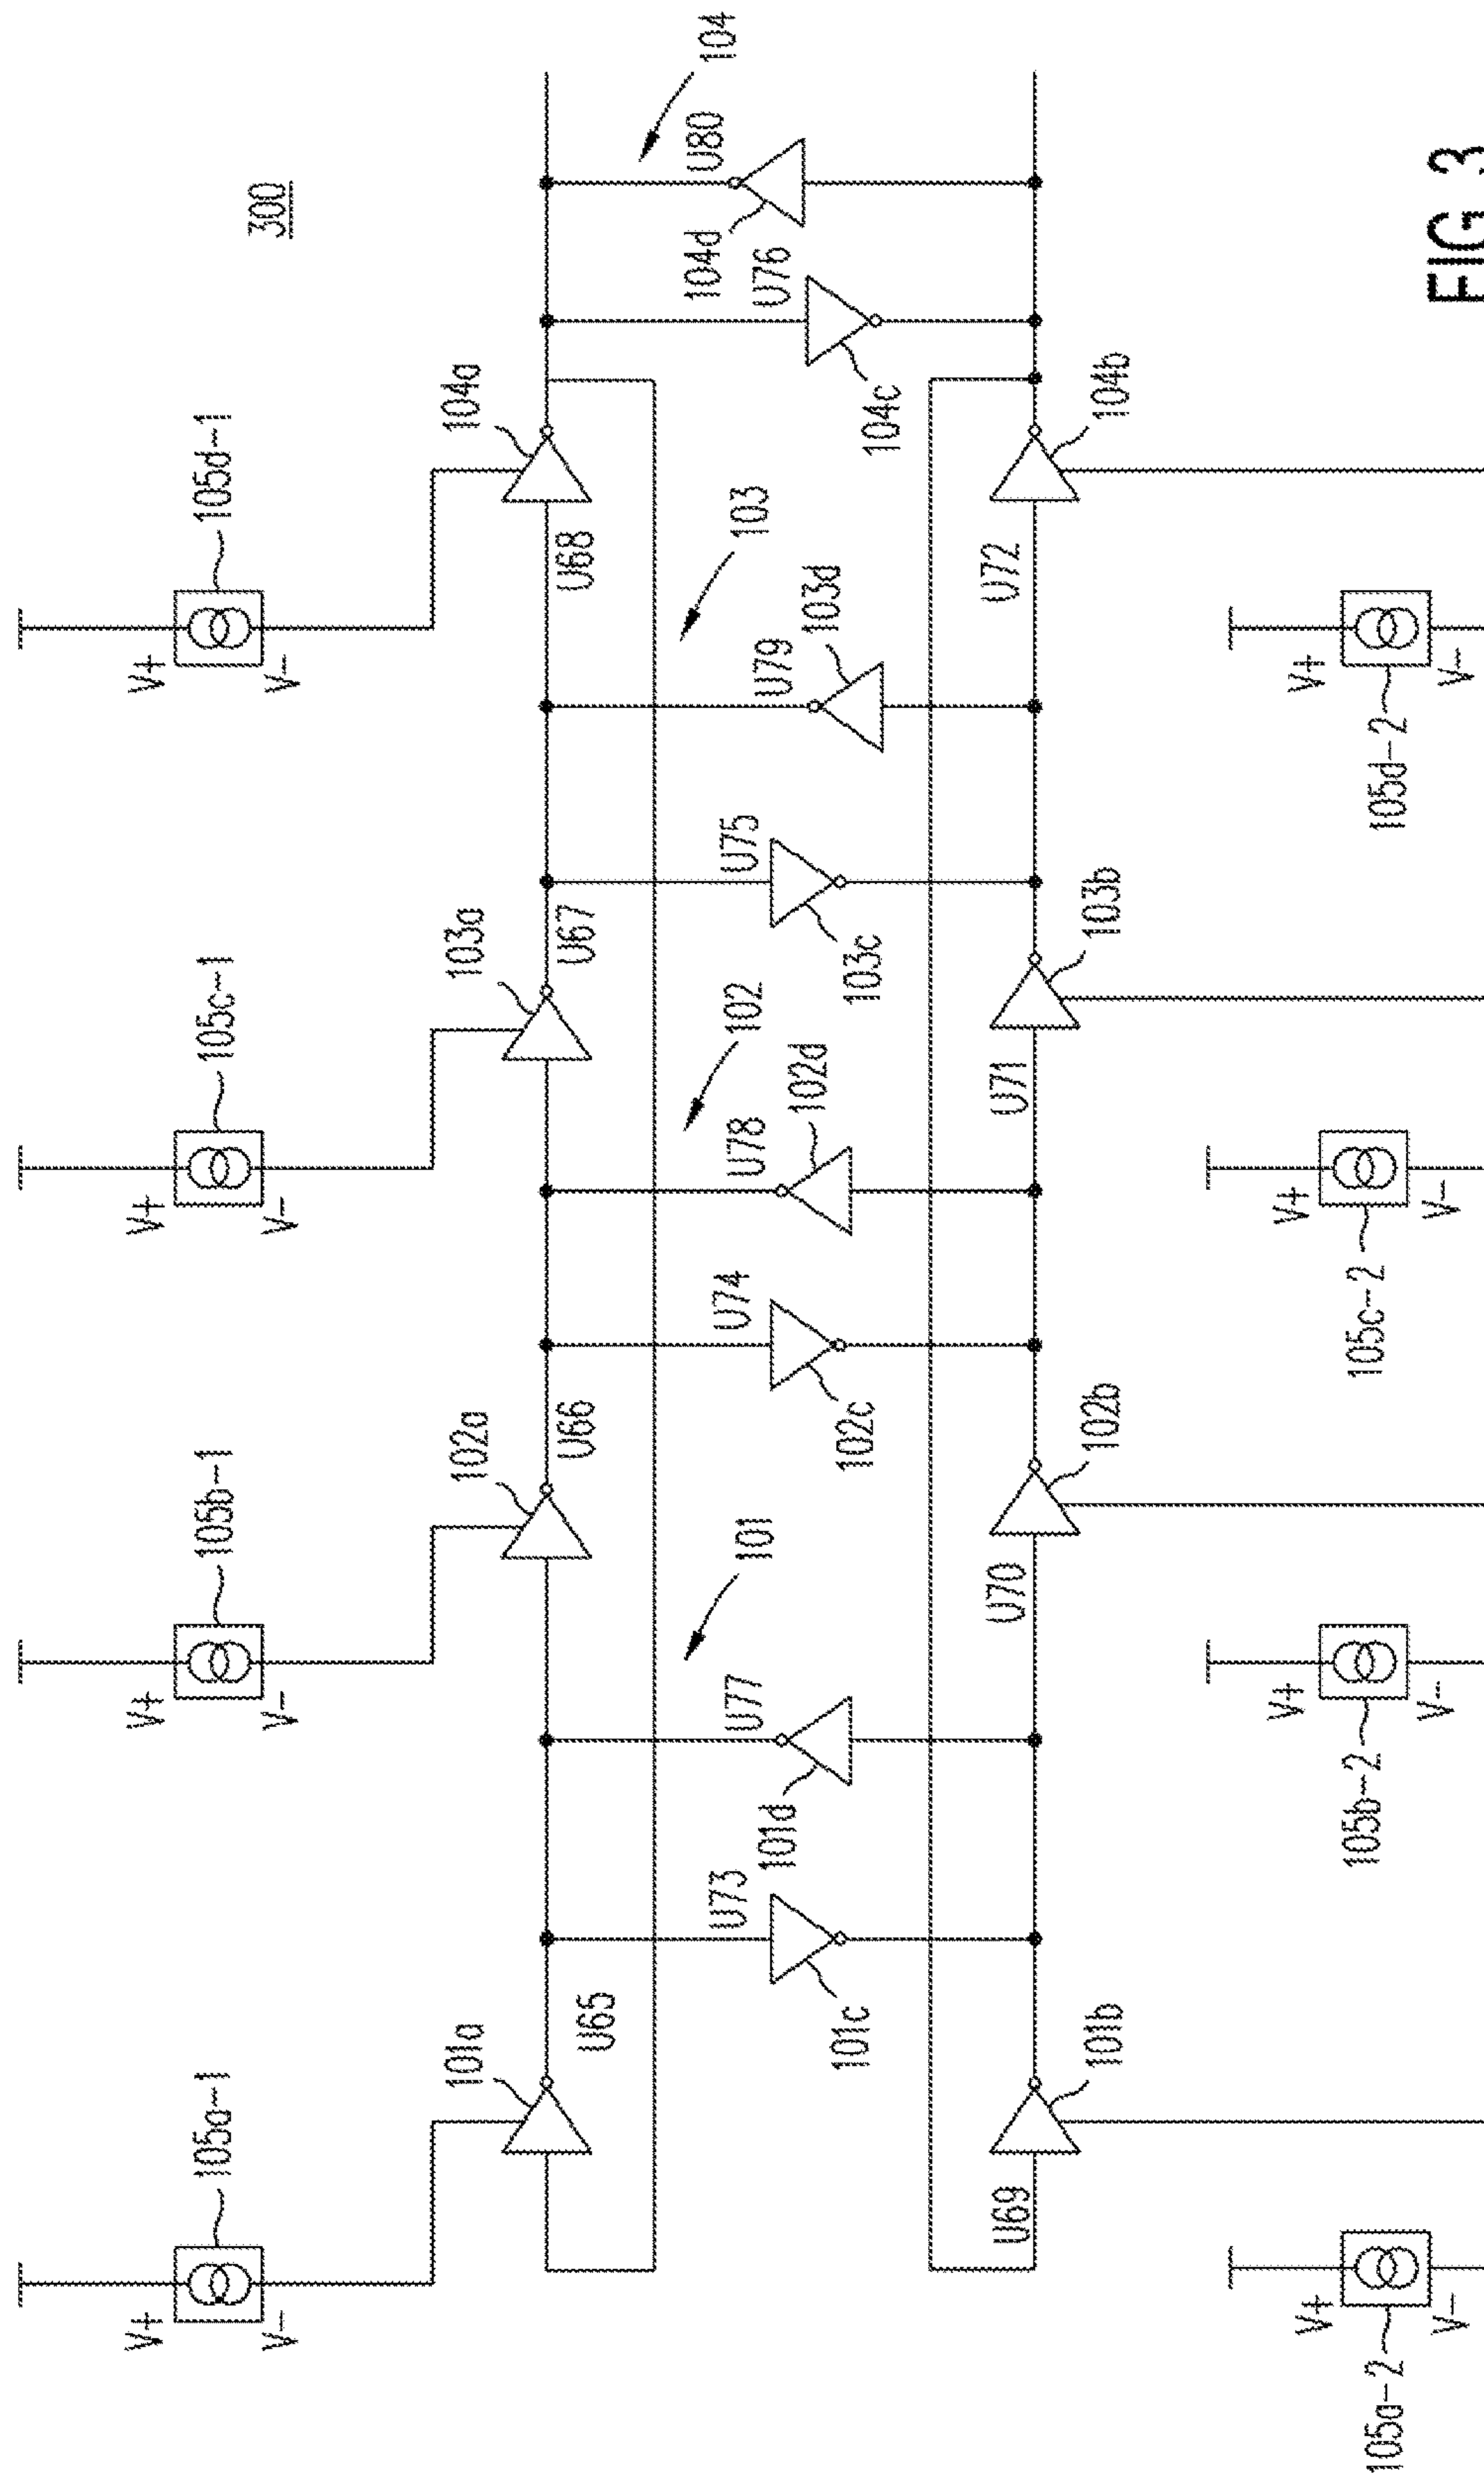 300
105a-1
105b-1
105c-1
105d-1
V+
V-
V+
V-
V+
V-
V+
V-
101a
102a
103a
104a
U65
U66
U67
U68
101
102
103
104
U73
U77
U74
U78
U75
U79
U76
U80
101c
101d
102c
102d
103c
103d
104c
104d
U69
U70
U71
U72
101b
102b
103b
104b
V+
V-
V+
V-
V+
V-
V+
V-
105a-2
105b-2
105c-2
105d-2
FIG 3